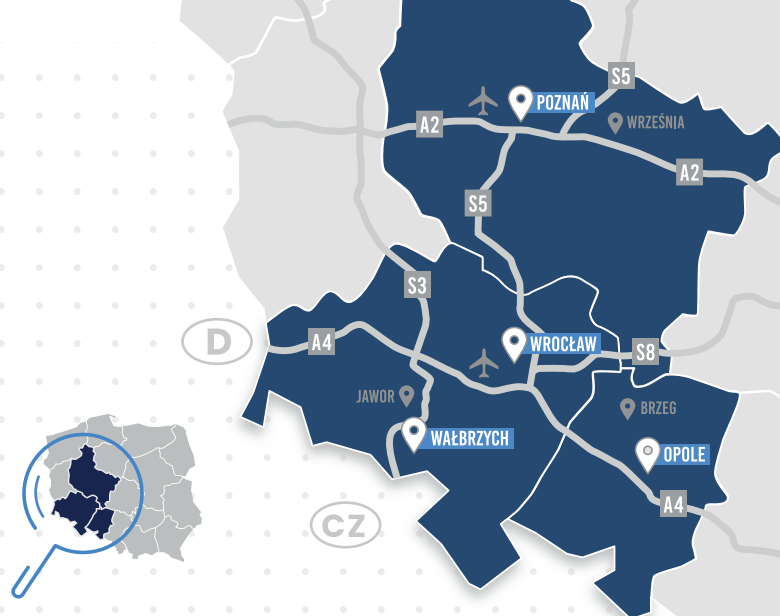 S5
POZNAŃ
A2
WRZEŚNIA
A2
S5
S3
D
A4
WROCŁAW
S8
JAWOR
BRZEG
WAŁBRZYCH
OPOLE
A4
CZ